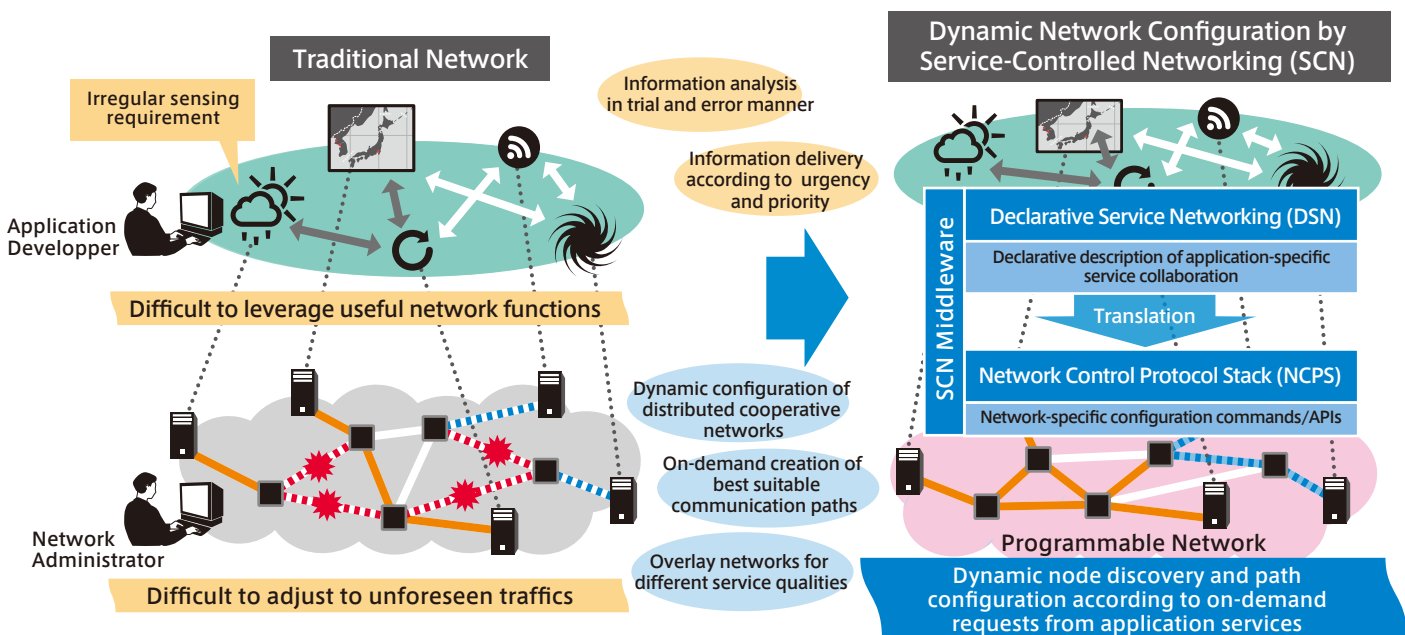 Traditional Network
Irregular sensing
requirement
Application
Developper
Difficult to leverage useful network functions
Network
Administrator
Difficult to adjust to unforeseen traffics
Information analysis
in trial and error manner
Information delivery
according to urgency
and priority
Dynamic configuration of
distributed cooperative
networks
On-demand creation of
best suitable
communication paths
Overlay networks for
different service qualities
Dynamic Network Configuration by
Service-Controlled Networking (SCN)
SCN Middleware
Declarative Service Networking (DSN)
Declarative description of application-specific
service collaboration
Translation
Network Control Protocol Stack (NCPS)
Network-specific configuration commands/APIs
Programmable Network
Dynamic node discovery and path
configuration according to on-demand
requests from application services